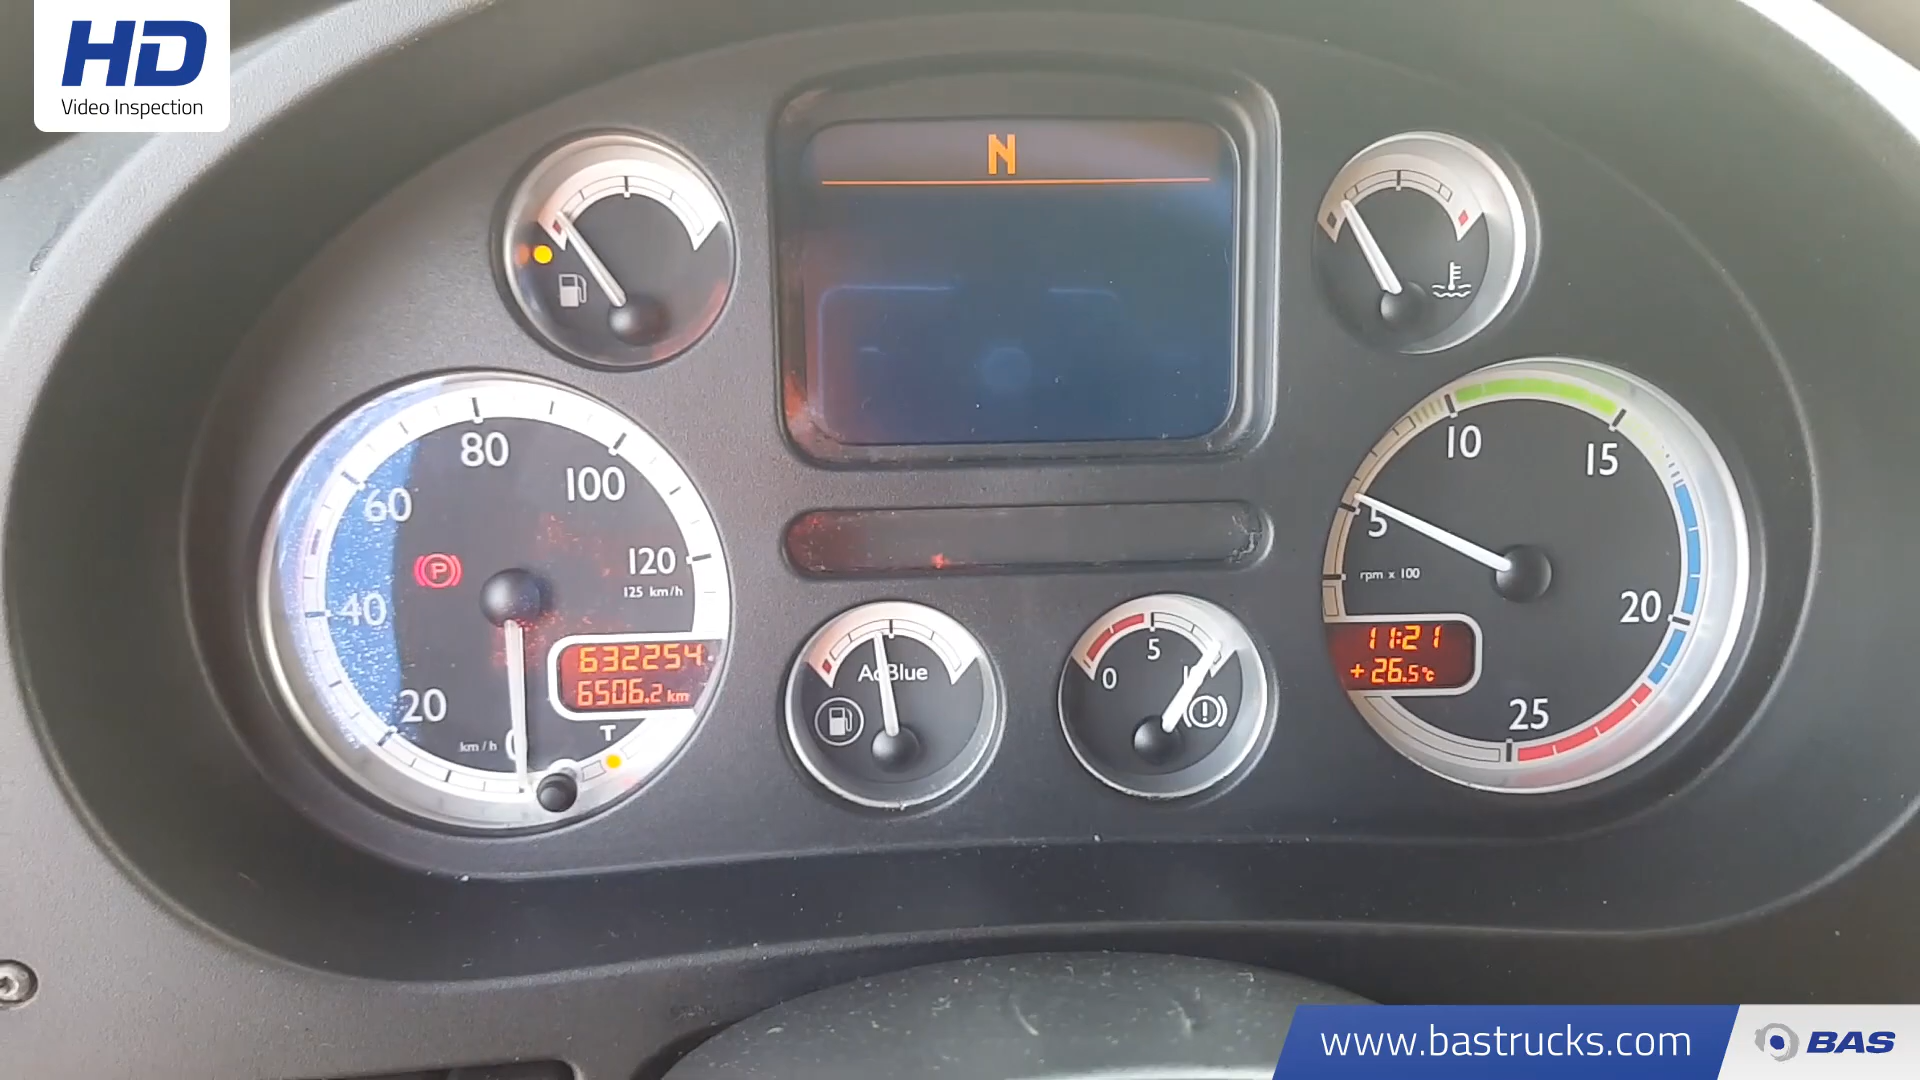 HD
Video Inspection
N
80
100
60
120
125 km/h
40
20
km/h
0
632254
6506.2 km
T
P
AdBlue
0
5
10
15
5
rpm x 100
20
25
11:21
+26.5°C
www.bastrucks.com
BAS